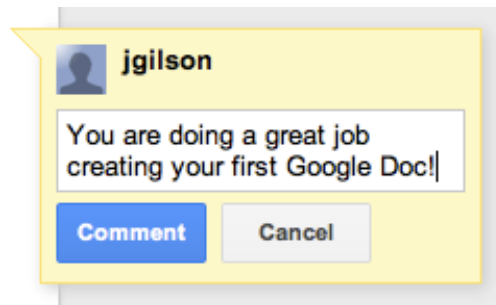 jgilson
You are doing a great job
creating your first Google Doc!
Comment Cancel